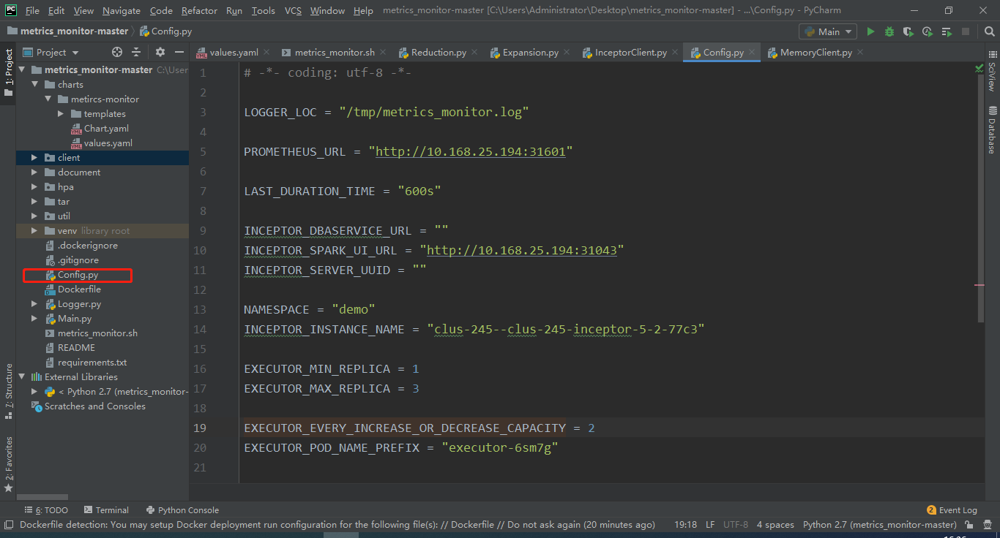 PC File Edit View Navigate Code Refactor Run Tools VCS Window Help metrics_monitor-master [C:\Users\Administrator\Desktop\metrics_monitor-master] - ...\Config.py - PyCharm
metrics_monitor-master Config.py Main
1: Project Project values.yaml metrics_monitor.sh Reduction.py Expansion.py InceptorClient.py Config.py MemoryClient.py SciView
metrics_monitor-master C:\User
charts
metircs-monitor
templates
Chart.yaml
values.yaml
client
document
hpa
tar
util
venv library root
.dockerignore
.gitignore
Config.py
Dockerfile
Logger.py
Main.py
metrics_monitor.sh
README
requirements.txt
External Libraries
< Python 2.7 (metrics_monitor-
Scratches and Consoles
7: Structure
2: Favorites
1 # -*- coding: utf-8 -*-
2
3 LOGGER_LOC = "/tmp/metrics_monitor.log"
4
5 PROMETHEUS_URL = "http://10.168.25.194:31601"
6
7 LAST_DURATION_TIME = "600s"
8
9 INCEPTOR_DBASERVICE_URL = ""
10 INCEPTOR_SPARK_UI_URL = "http://10.168.25.194:31043"
11 INCEPTOR_SERVER_UUID = ""
12
13 NAMESPACE = "demo"
14 INCEPTOR_INSTANCE_NAME = "clus-245--clus-245-inceptor-5-2-77c3"
15
16 EXECUTOR_MIN_REPLICA = 1
17 EXECUTOR_MAX_REPLICA = 3
18
19 EXECUTOR_EVERY_INCREASE_OR_DECREASE_CAPACITY = 2
20 EXECUTOR_POD_NAME_PREFIX = "executor-6sm7g"
21
Database
6: TODO Terminal Python Console 2 Event Log
Dockerfile detection: You may setup Docker deployment run configuration for the following file(s): // Dockerfile // Do not ask again (20 minutes ago) 19:18 LF UTF-8 4 spaces Python 2.7 (metrics_monitor-master)